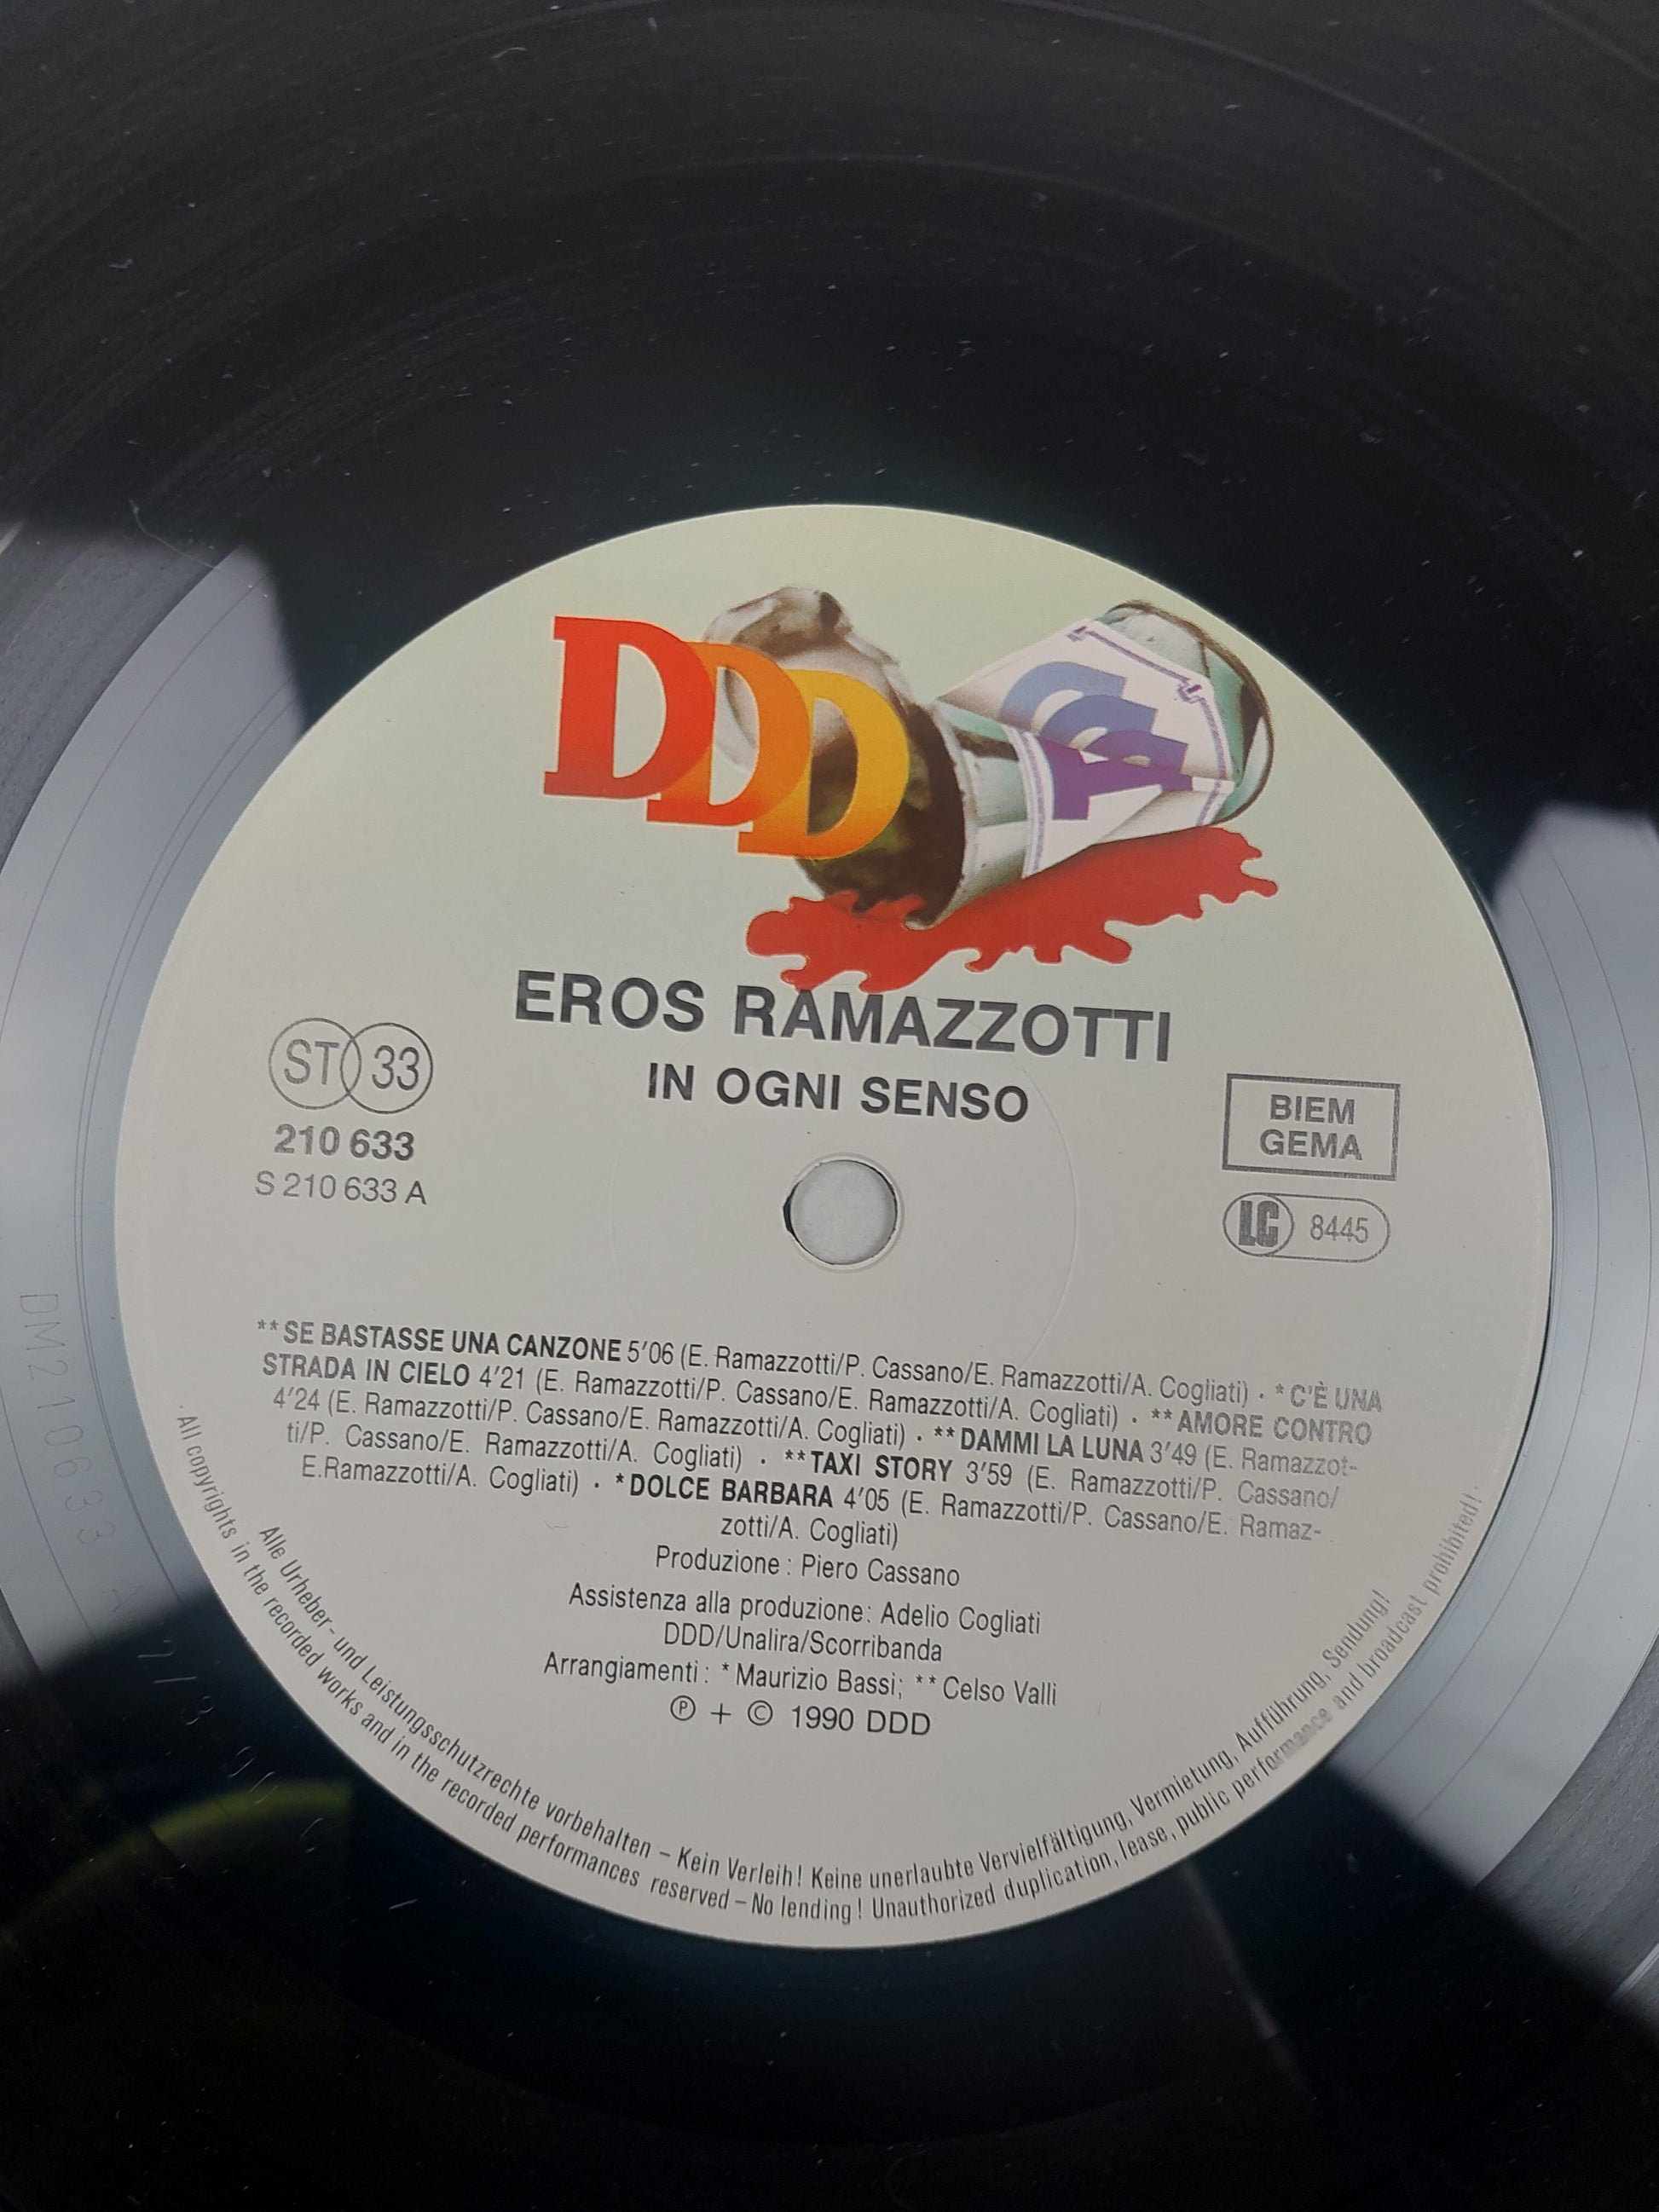 DDD
EROS RAMAZZOTTI
IN OGNI SENSO
ST 33
210 633
S 210 633 A
BIEM
GEMA
LC 8445
**SE BASTASSE UNA CANZONE 5'06 (E. Ramazzotti/P. Cassano/E. Ramazzotti/A. Cogliati) · *C'È UNA
STRADA IN CIELO 4'21 (E. Ramazzotti/P. Cassano/E. Ramazzotti/A. Cogliati) · **AMORE CONTRO
4'24 (E. Ramazzotti/P. Cassano/E. Ramazzotti/A. Cogliati) · **DAMMI LA LUNA 3'49 (E. Ramazzot-
ti/P. Cassano/E. Ramazzotti/A. Cogliati) · **TAXI STORY 3'59 (E. Ramazzotti/P. Cassano/
E.Ramazzotti/A. Cogliati) · *DOLCE BARBARA 4'05 (E. Ramazzotti/P. Cassano/E. Ramaz-
zotti/A. Cogliati)
Produzione : Piero Cassano
Assistenza alla produzione: Adelio Cogliati
DDD/Unalira/Scorribanda
Arrangiamenti : *Maurizio Bassi; **Celso Valli
Ⓟ + © 1990 DDD
Alle Urheber- und Leistungsschutzrechte vorbehalten – Kein Verleih! Keine unerlaubte Vervielfältigung, Vermietung, Aufführung, Sendung!
· All copyrights in the recorded works and in the recorded performances reserved – No lending! Unauthorized duplication, lease, public performance and broadcast prohibited! ·
DM210633 A